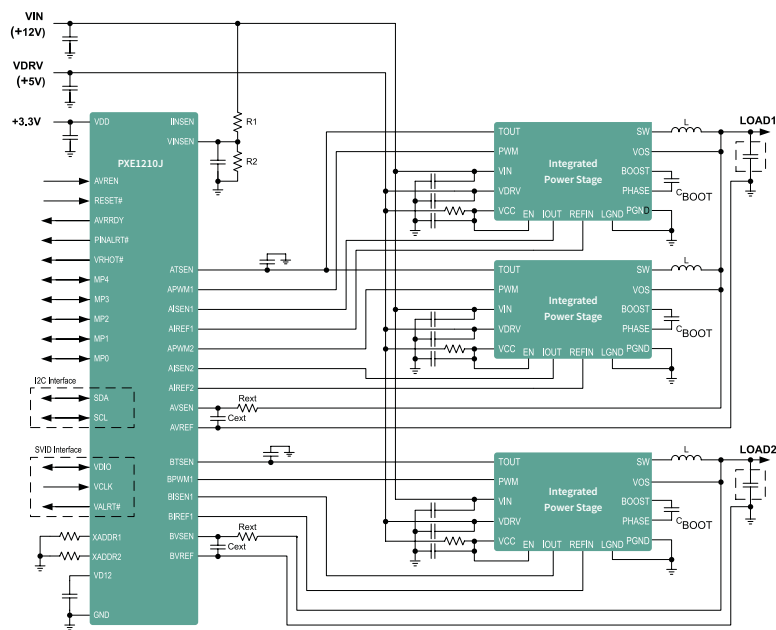 VIN
(+12V)
VDRV
(+5V)
+3.3V
VDD
IINSEN
VINSEN
PXE1210J
R1
R2
AVREN
RESET#
AVRRDY
PINALRT#
VRHOT#
MP4
MP3
MP2
MP1
MP0
I2C Interface
SDA
SCL
SVID Interface
VDIO
VCLK
VALRT#
XADDR1
XADDR2
VD12
GND
ATSEN
APWM1
AISEN1
AIREF1
APWM2
AISEN2
AIREF2
AVSEN
AVREF
BTSEN
BPWM1
BISEN1
BIREF1
BVSEN
BVREF
Rext
Cext
Rext
Cext
TOUT
PWM
VIN
VDRV
VCC
EN
IOUT
REFIN
LGND
PGND
Integrated
Power Stage
SW
VOS
BOOST
PHASE
L
CBOOT
LOAD1
TOUT
PWM
VIN
VDRV
VCC
EN
IOUT
REFIN
LGND
PGND
Integrated
Power Stage
SW
VOS
BOOST
PHASE
L
CBOOT
TOUT
PWM
VIN
VDRV
VCC
EN
IOUT
REFIN
LGND
PGND
Integrated
Power Stage
SW
VOS
BOOST
PHASE
L
CBOOT
LOAD2